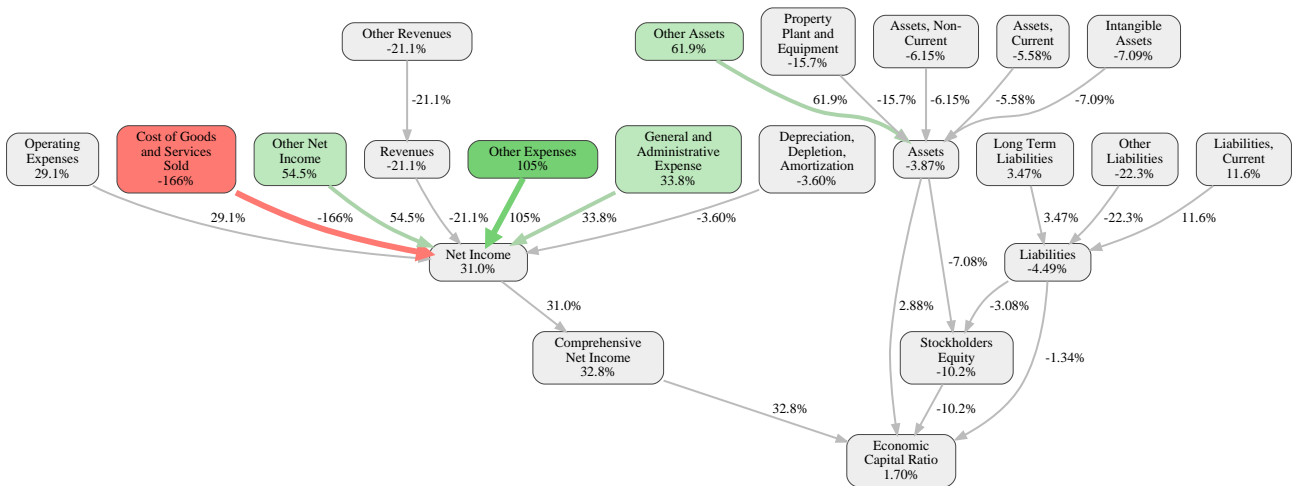 Other Revenues
-21.1%
Other Assets
61.9%
Property
Plant and
Equipment
-15.7%
Assets, Non-
Current
-6.15%
Assets,
Current
-5.58%
Intangible
Assets
-7.09%
-21.1%
61.9%
-15.7%
-6.15%
-5.58%
-7.09%
Operating
Expenses
29.1%
Cost of Goods
and Services
Sold
-166%
Other Net
Income
54.5%
Revenues
-21.1%
Other Expenses
105%
General and
Administrative
Expense
33.8%
Depreciation,
Depletion,
Amortization
-3.60%
Assets
-3.87%
Long Term
Liabilities
3.47%
Other
Liabilities
-22.3%
Liabilities,
Current
11.6%
29.1%
-166%
54.5%
-21.1%
105%
33.8%
-3.60%
3.47%
-22.3%
11.6%
Net Income
31.0%
-7.08%
Liabilities
-4.49%
31.0%
2.88%
-3.08%
Comprehensive
Net Income
32.8%
Stockholders
Equity
-10.2%
-1.34%
32.8%
-10.2%
Economic
Capital Ratio
1.70%